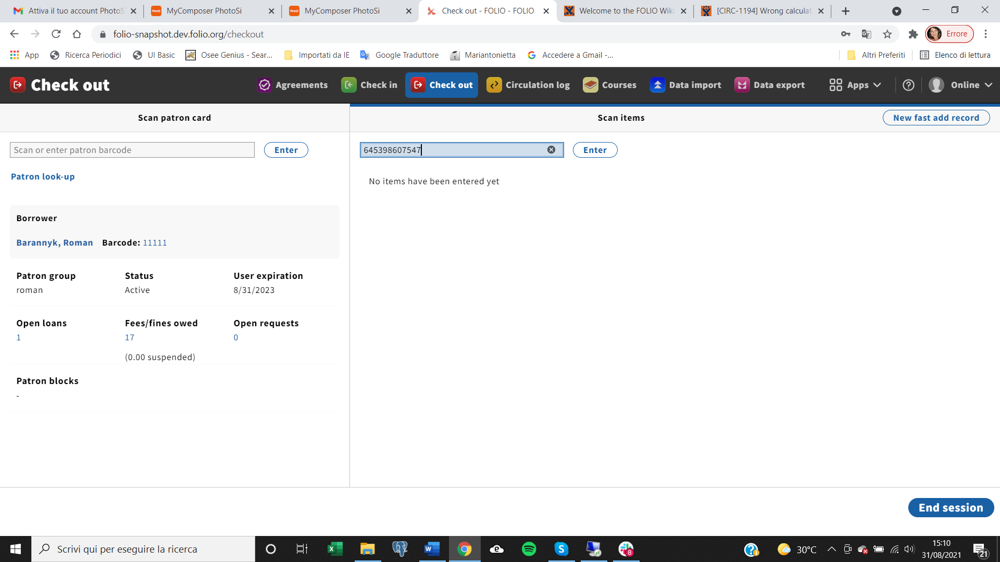 Attiva il tuo account PhotoS
MyComposer PhotoSi
MyComposer PhotoSi
Check out - FOLIO - FOLIO
Welcome to the FOLIO Wiki
[CIRC-1194] Wrong calculat
folio-snapshot.dev.folio.org/checkout
Errore
App
Ricerca Periodici
UI Basic
Osee Genius - Sear...
Importati da IE
Google Traduttore
Mariantonietta
Accedere a Gmail -...
Altri Preferiti
Elenco di lettura
Check out
Agreements
Check in
Check out
Circulation log
Courses
Data import
Data export
Apps
Online
Scan patron card
Scan items
New fast add record
Scan or enter patron barcode
Enter
645398607547
Enter
Patron look-up
No items have been entered yet
Borrower
Barannyk, Roman Barcode: 11111
Patron group
Status
User expiration
roman
Active
8/31/2023
Open loans
Fees/fines owed
Open requests
1
17
0
(0.00 suspended)
Patron blocks
-
End session
Scrivi qui per eseguire la ricerca
8
30°C
15:10
31/08/2021
21